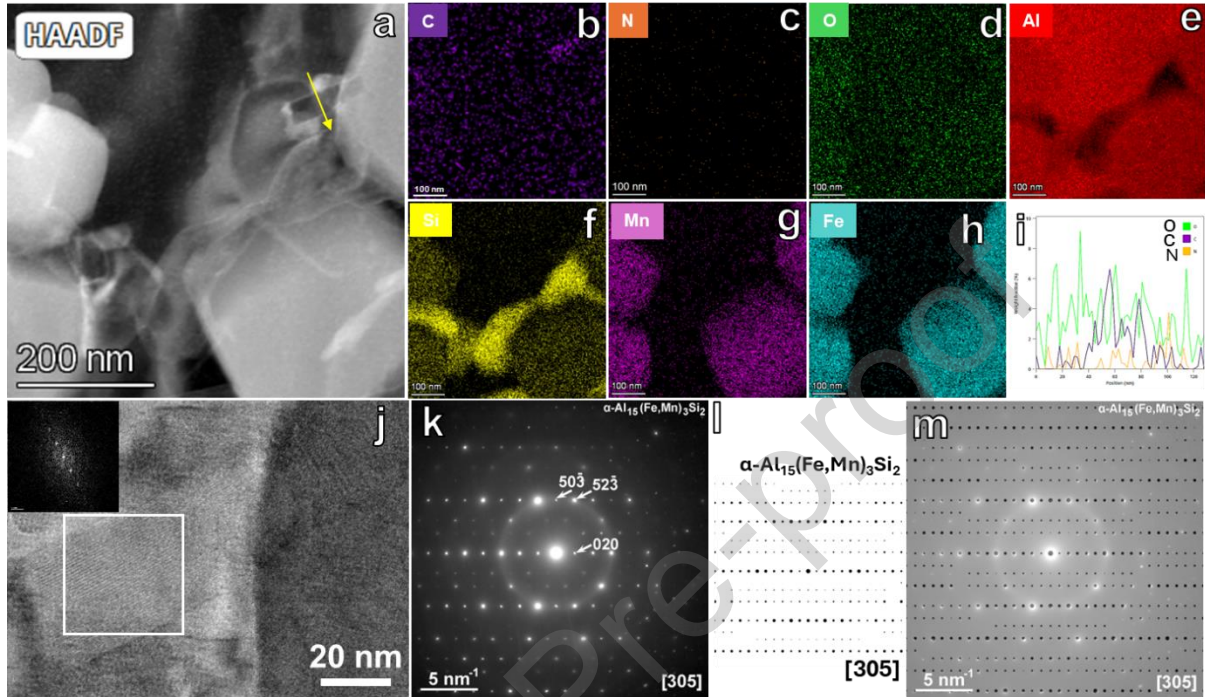 HAADF
a
200 nm
C
b
100 nm
N
c
100 nm
O
d
100 nm
Al
e
100 nm
Si
f
100 nm
Mn
g
100 nm
Fe
h
100 nm
i
O
C
N
Position (nm)
j
20 nm
k
α-Al₁₅(Fe,Mn)₃Si₂
503̄
523̄
020
5 nm⁻¹
[305]
l
α-Al₁₅(Fe,Mn)₃Si₂
[305]
m
α-Al₁₅(Fe,Mn)₃Si₂
5 nm⁻¹
[305]
Pre-proof